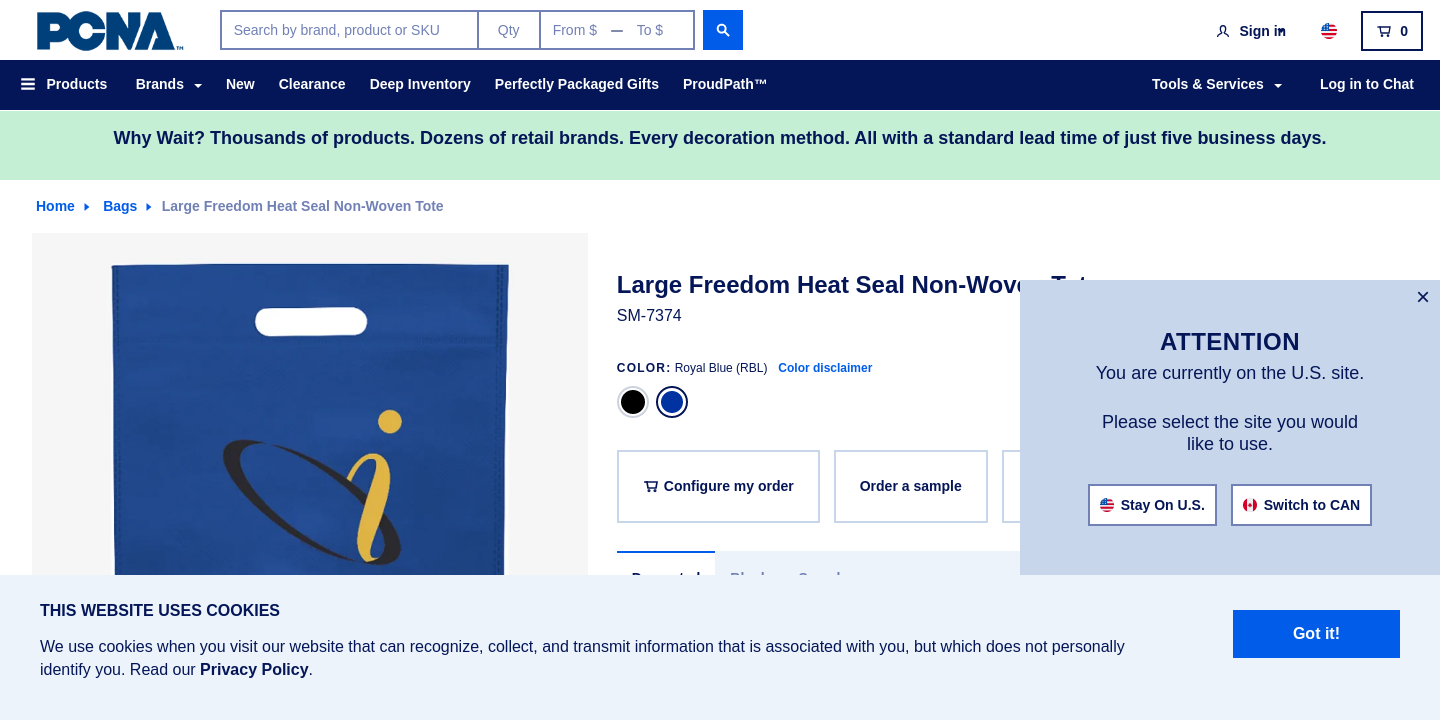 PCNA™
Search by brand, product or SKU
Qty
From $ — To $
Sign in
0
Products
Brands
New
Clearance
Deep Inventory
Perfectly Packaged Gifts
ProudPath™
Tools & Services
Log in to Chat
Why Wait? Thousands of products. Dozens of retail brands. Every decoration method. All with a standard lead time of just five business days.
Home
Bags
Large Freedom Heat Seal Non-Woven Tote
Large Freedom Heat Seal Non-Woven Tote
SM-7374
COLOR: Royal Blue (RBL) Color disclaimer
Configure my order
Order a sample
ATTENTION
You are currently on the U.S. site.
Please select the site you would
like to use.
Stay On U.S.
Switch to CAN
THIS WEBSITE USES COOKIES
We use cookies when you visit our website that can recognize, collect, and transmit information that is associated with you, but which does not personally
identify you. Read our Privacy Policy.
Got it!